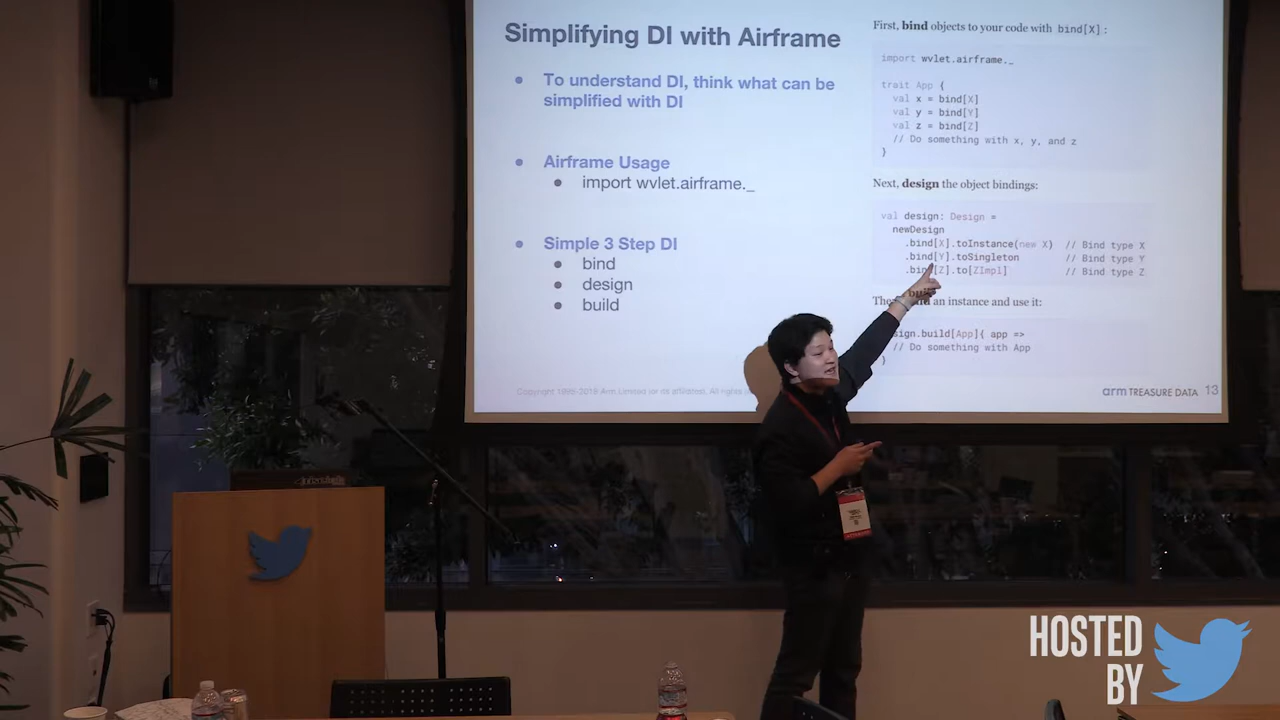 Simplifying DI with Airframe
To understand DI, think what can be
simplified with DI
Airframe Usage
import wvlet.airframe._
Simple 3 Step DI
bind
design
build
First, bind objects to your code with bind[X]:
import wvlet.airframe._
trait App {
val x = bind[X]
val y = bind[Y]
val z = bind[Z]
// Do something with x, y, and z
}
Next, design the object bindings:
val design: Design =
newDesign
.bind[X].toInstance(new X) // Bind type X
.bind[Y].toSingleton // Bind type Y
.bind[Z].to[ZImpl] // Bind type Z
an instance and use it:
.build[App]{ app =>
// Do something with App
}
arm TREASURE DATA 13
HOSTED
BY